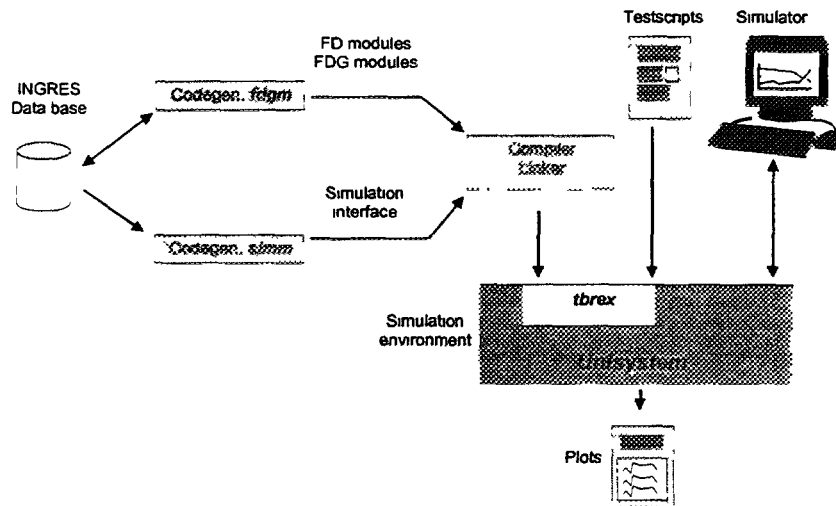 Testscripts
Simulator
FD modules
FDG modules
INGRES
Data base
Codegen. fdgm
Compiler
Linker
Simulation
interface
Codegen. simm
tbrex
Simulation
environment
Unisystem
Plots